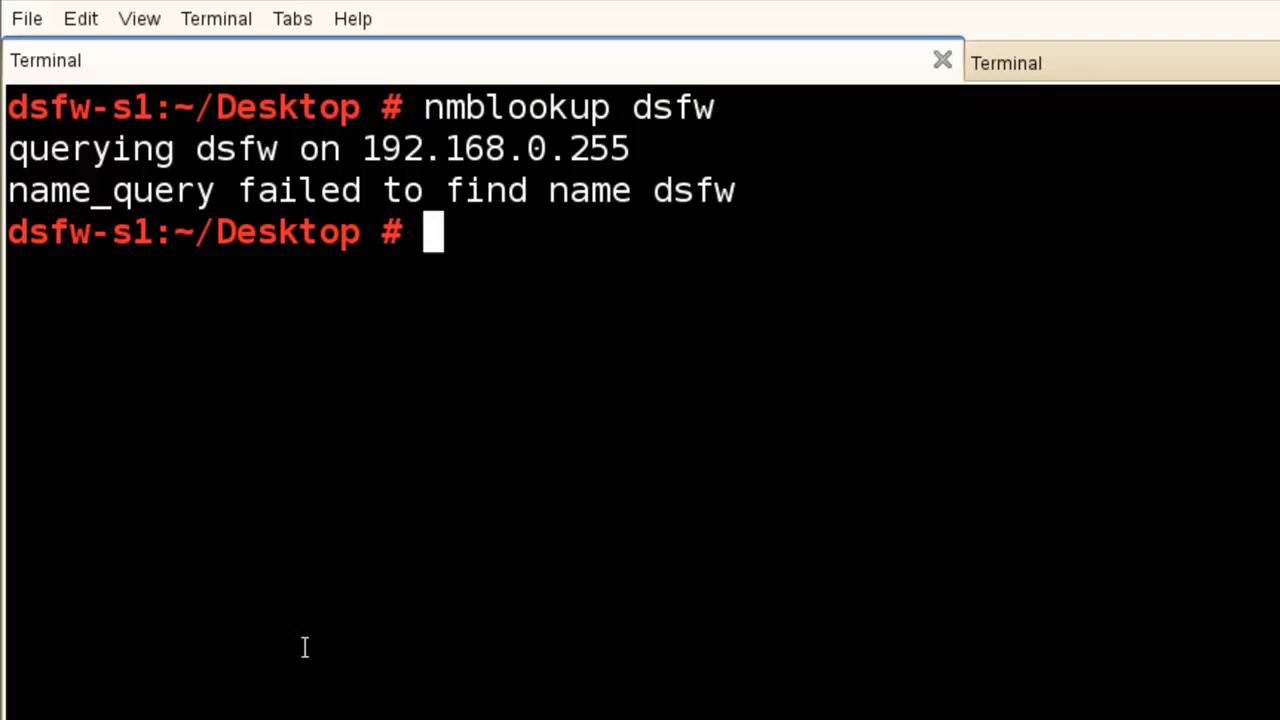 File Edit View Terminal Tabs Help
Terminal Terminal
dsfw-s1:~/Desktop # nmblookup dsfw
querying dsfw on 192.168.0.255
name_query failed to find name dsfw
dsfw-s1:~/Desktop #